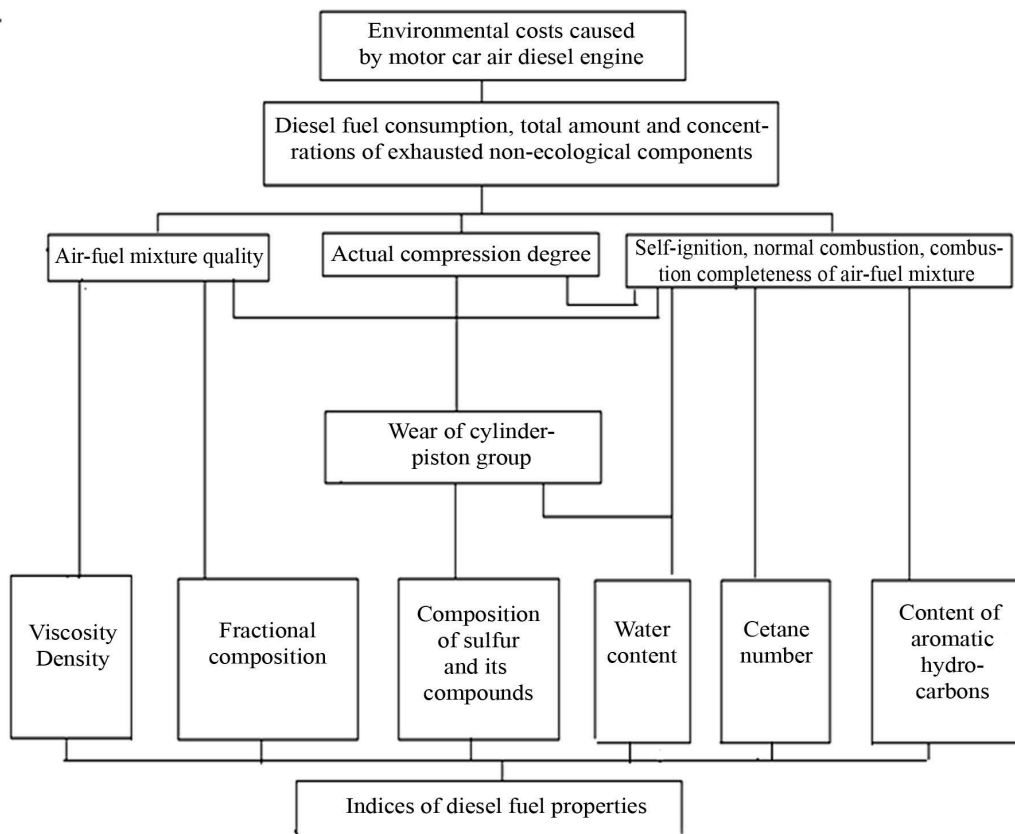 Environmental costs caused
by motor car air diesel engine
Diesel fuel consumption, total amount and concent-
rations of exhausted non-ecological components
Air-fuel mixture quality
Actual compression degree
Self-ignition, normal combustion, combus-
tion completeness of air-fuel mixture
Wear of cylinder-
piston group
Viscosity
Density
Fractional
composition
Composition
of sulfur
and its
compounds
Water
content
Cetane
number
Content of
aromatic
hydro-
carbons
Indices of diesel fuel properties